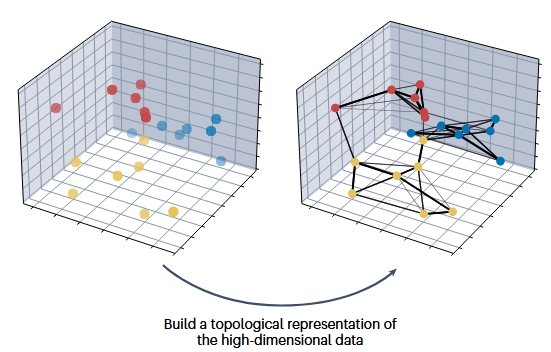 Build a topological representation of
the high-dimensional data